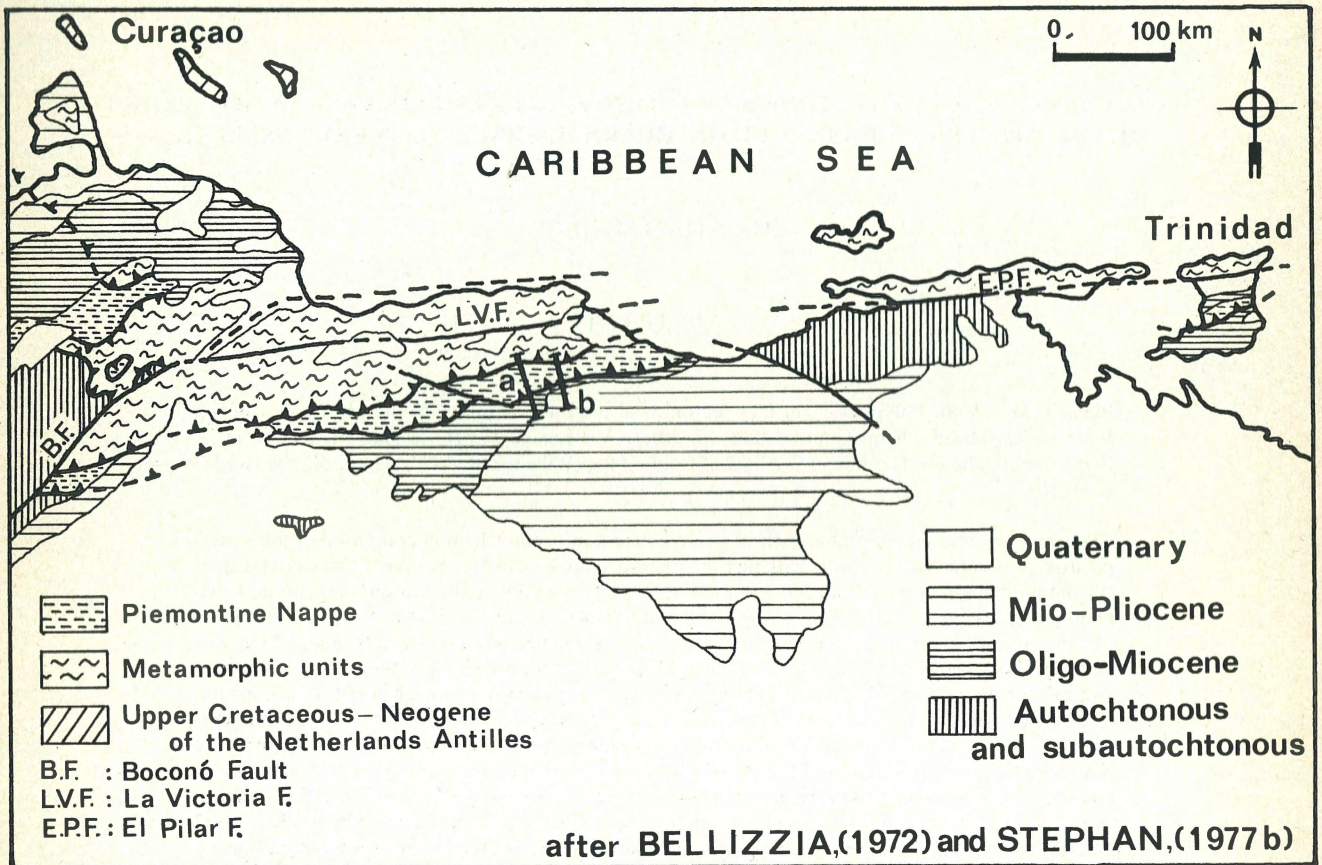 Curaçao
0, 100 km
N
CARIBBEAN SEA
Trinidad
E.P.F.
L.V.F.
a
b
B.F.
Quaternary
Mio-Pliocene
Oligo-Miocene
Autochtonous
and subautochtonous
Piemontine Nappe
Metamorphic units
Upper Cretaceous-Neogene
of the Netherlands Antilles
B.F. : Boconó Fault
L.V.F. : La Victoria F.
E.P.F. : El Pilar F.
after BELLIZZIA,(1972) and STEPHAN,(1977b)